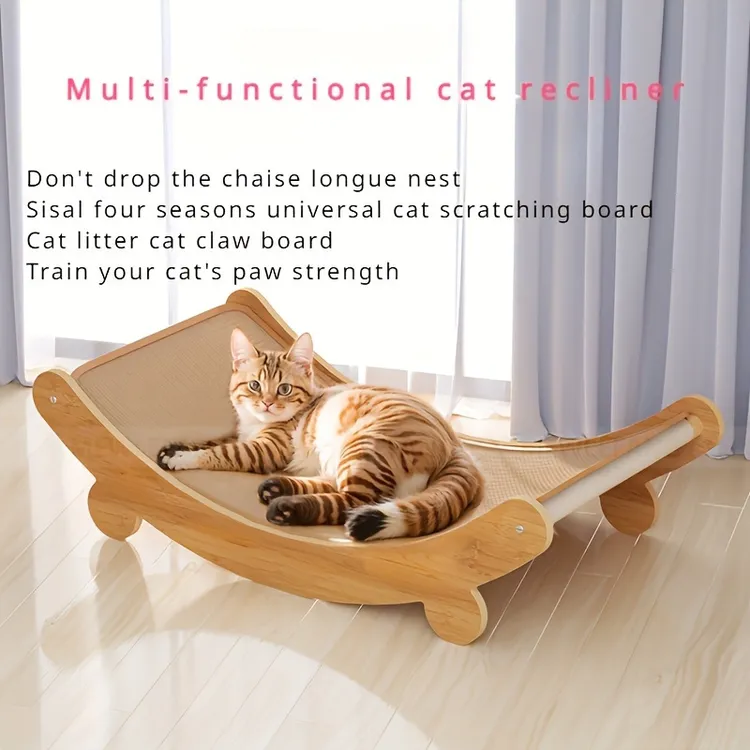 Multi-functional cat recliner
Don't drop the chaise longue nest
Sisal four seasons universal cat scratching board
Cat litter cat claw board
Train your cat's paw strength